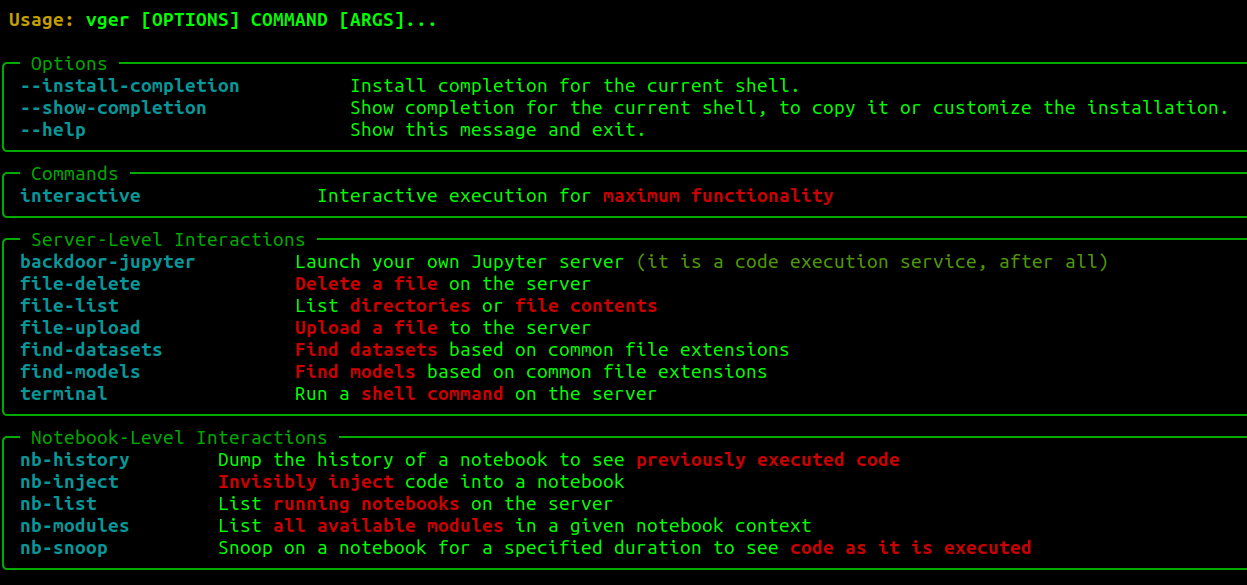 Usage: vger [OPTIONS] COMMAND [ARGS]...
Options
--install-completion Install completion for the current shell.
--show-completion Show completion for the current shell, to copy it or customize the installation.
--help Show this message and exit.
Commands
interactive Interactive execution for maximum functionality
Server-Level Interactions
backdoor-jupyter Launch your own Jupyter server (it is a code execution service, after all)
file-delete Delete a file on the server
file-list List directories or file contents
file-upload Upload a file to the server
find-datasets Find datasets based on common file extensions
find-models Find models based on common file extensions
terminal Run a shell command on the server
Notebook-Level Interactions
nb-history Dump the history of a notebook to see previously executed code
nb-inject Invisibly inject code into a notebook
nb-list List running notebooks on the server
nb-modules List all available modules in a given notebook context
nb-snoop Snoop on a notebook for a specified duration to see code as it is executed